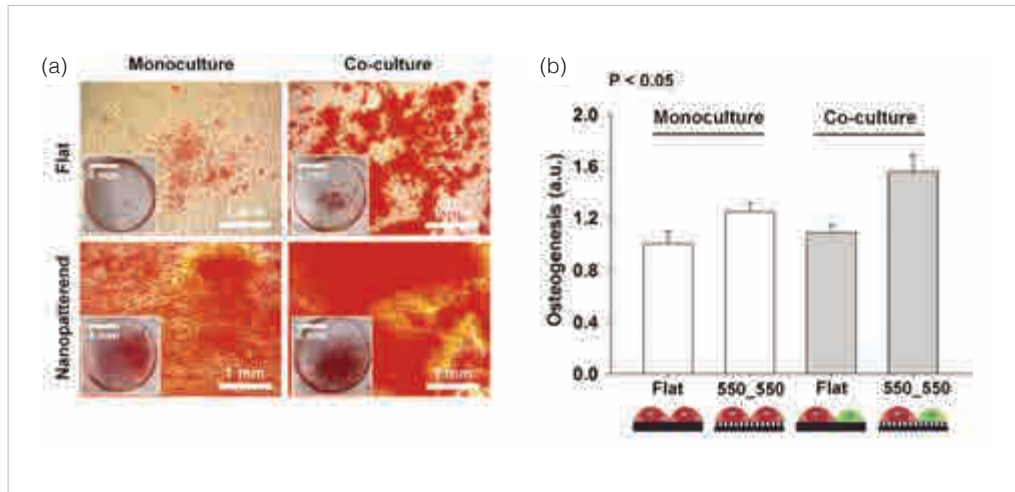 (a)
Monoculture
Co-culture
Flat
Nanopatterend
1 mm
1 mm
(b)
P < 0.05
Monoculture
Co-culture
Osteogenesis (a.u.)
2.0
1.6
1.2
0.8
0.4
0.0
Flat
550_550
Flat
550_550